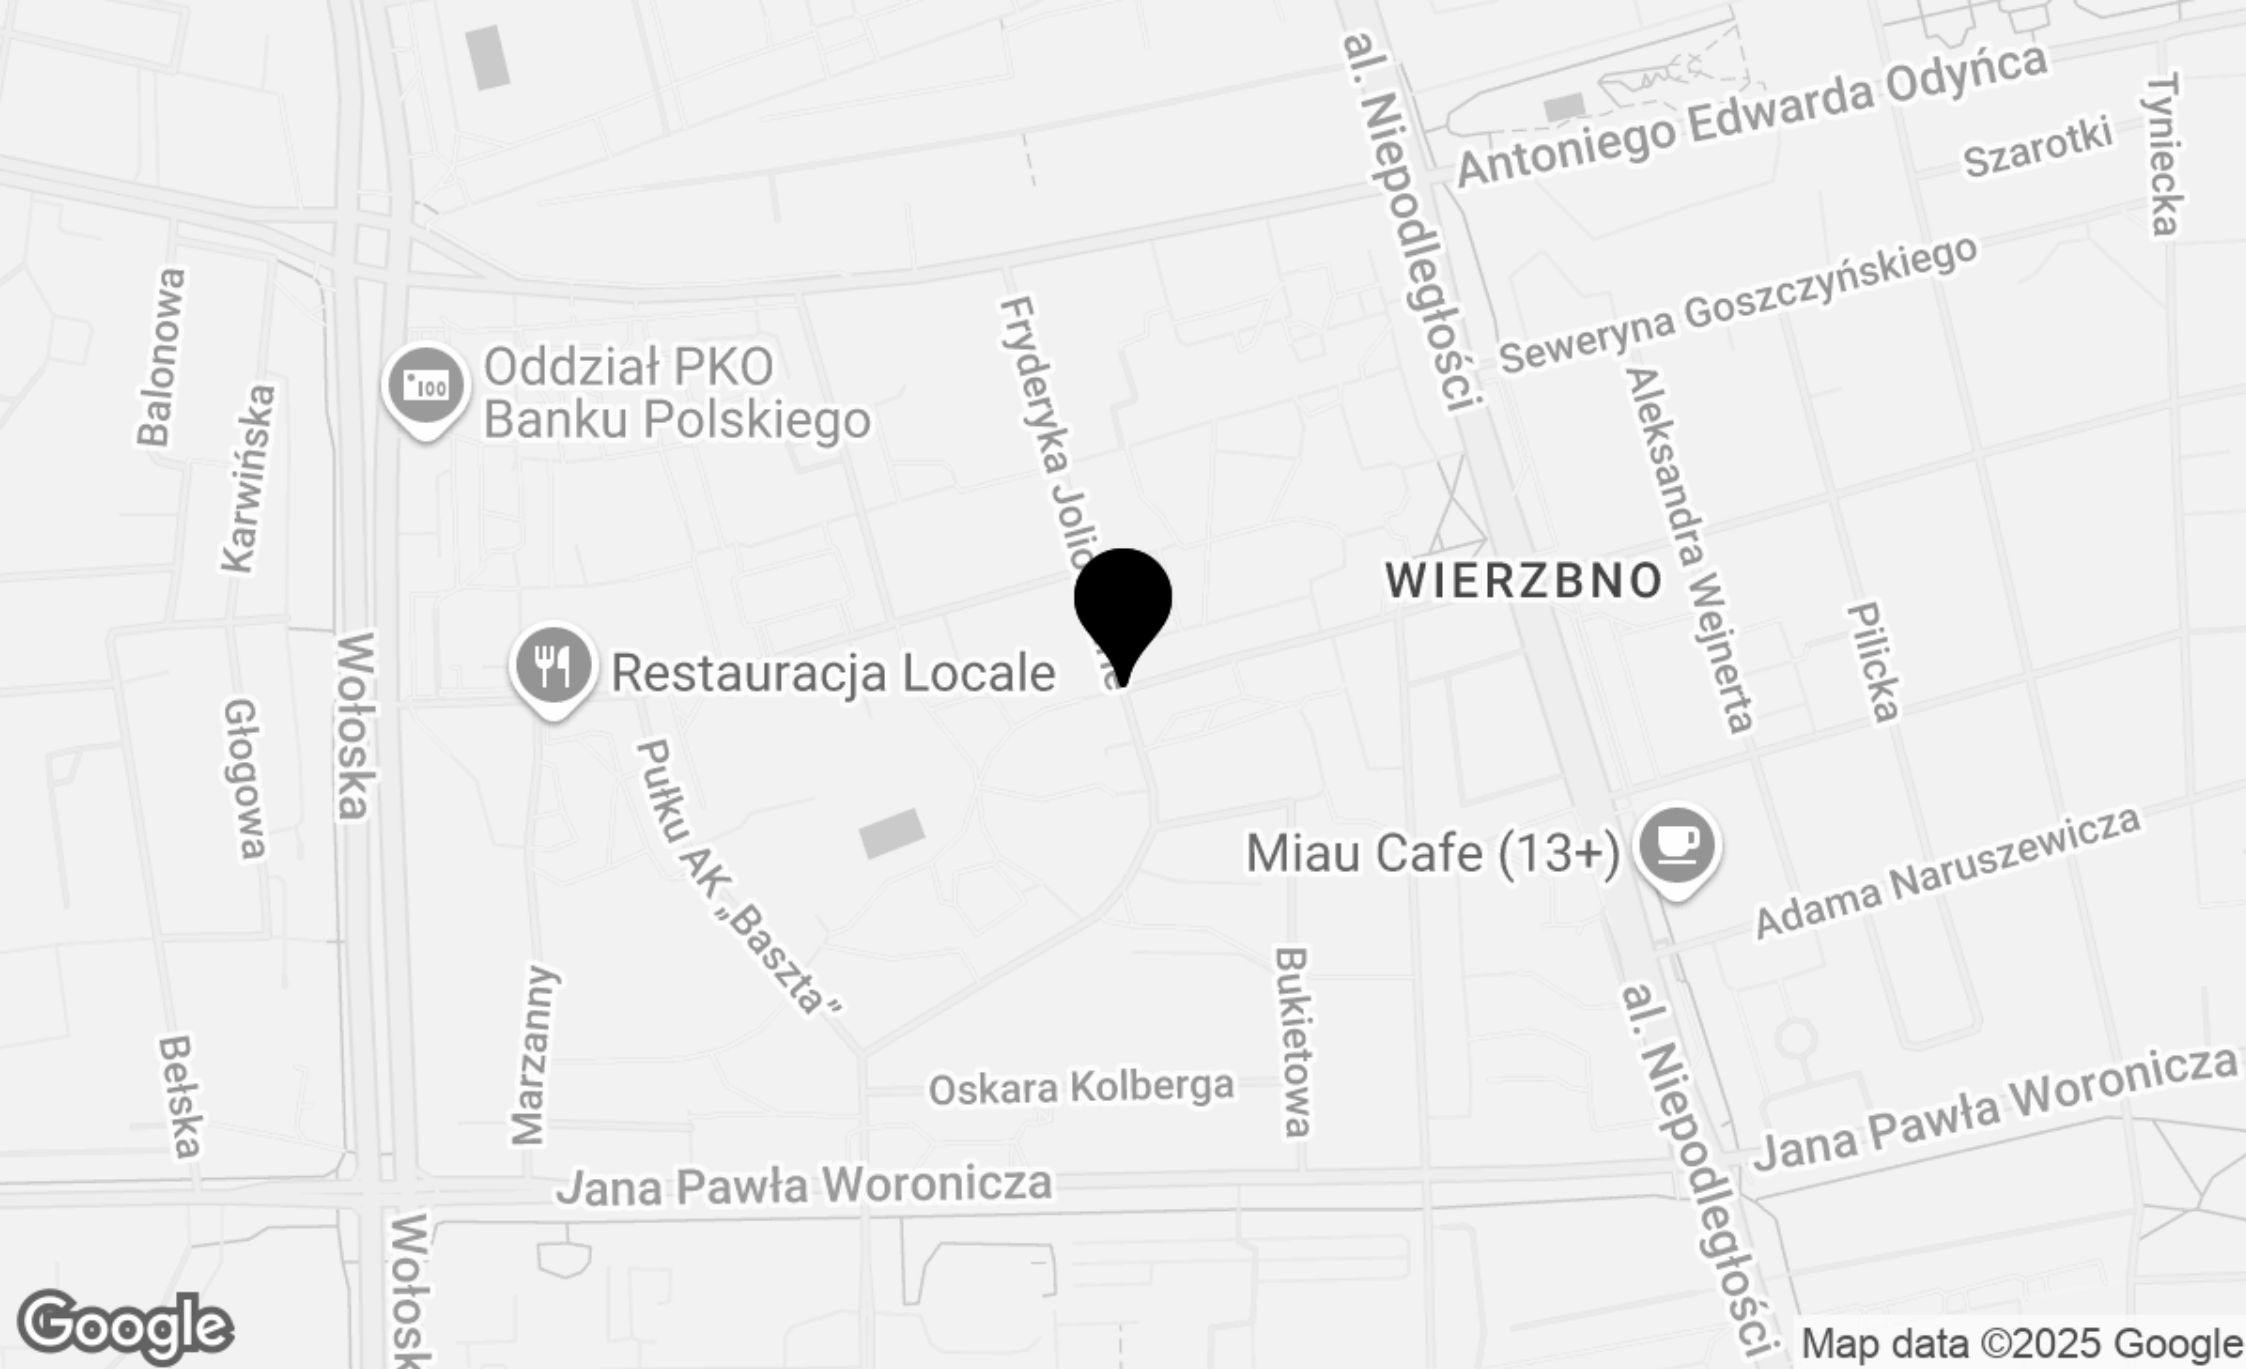 al. Niepodległości
Antoniego Edwarda Odyńca
Tyniecka
Szarotki
Seweryna Goszczyńskiego
Balonowa
Karwińska
Oddział PKO
Banku Polskiego
Fryderyka
Aleksandra Wejnerta
WIERZBNO
Pilicka
Restauracja Locale
Wołoska
Głogowa
Pułku AK „Baszta”
Miau Cafe (13+)
Adama Naruszewicza
Marzanny
Bukietowa
al. Niepodległości
Bełska
Oskara Kolberga
Jana Pawła Woronicza
Jana Pawła Woronicza
Wołosk
Google
Map data ©2025 Google